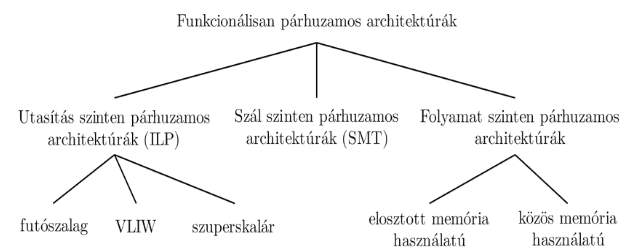 Funkcionálisan párhuzamos architektúrák
Utasítás szinten párhuzamos
architektúrák (ILP)
Szál szinten párhuzamos
architektúrák (SMT)
Folyamat szinten párhuzamos
architektúrák
futószalag
VLIW
szuperskalár
elosztott memória
használatú
közös memória
használatú